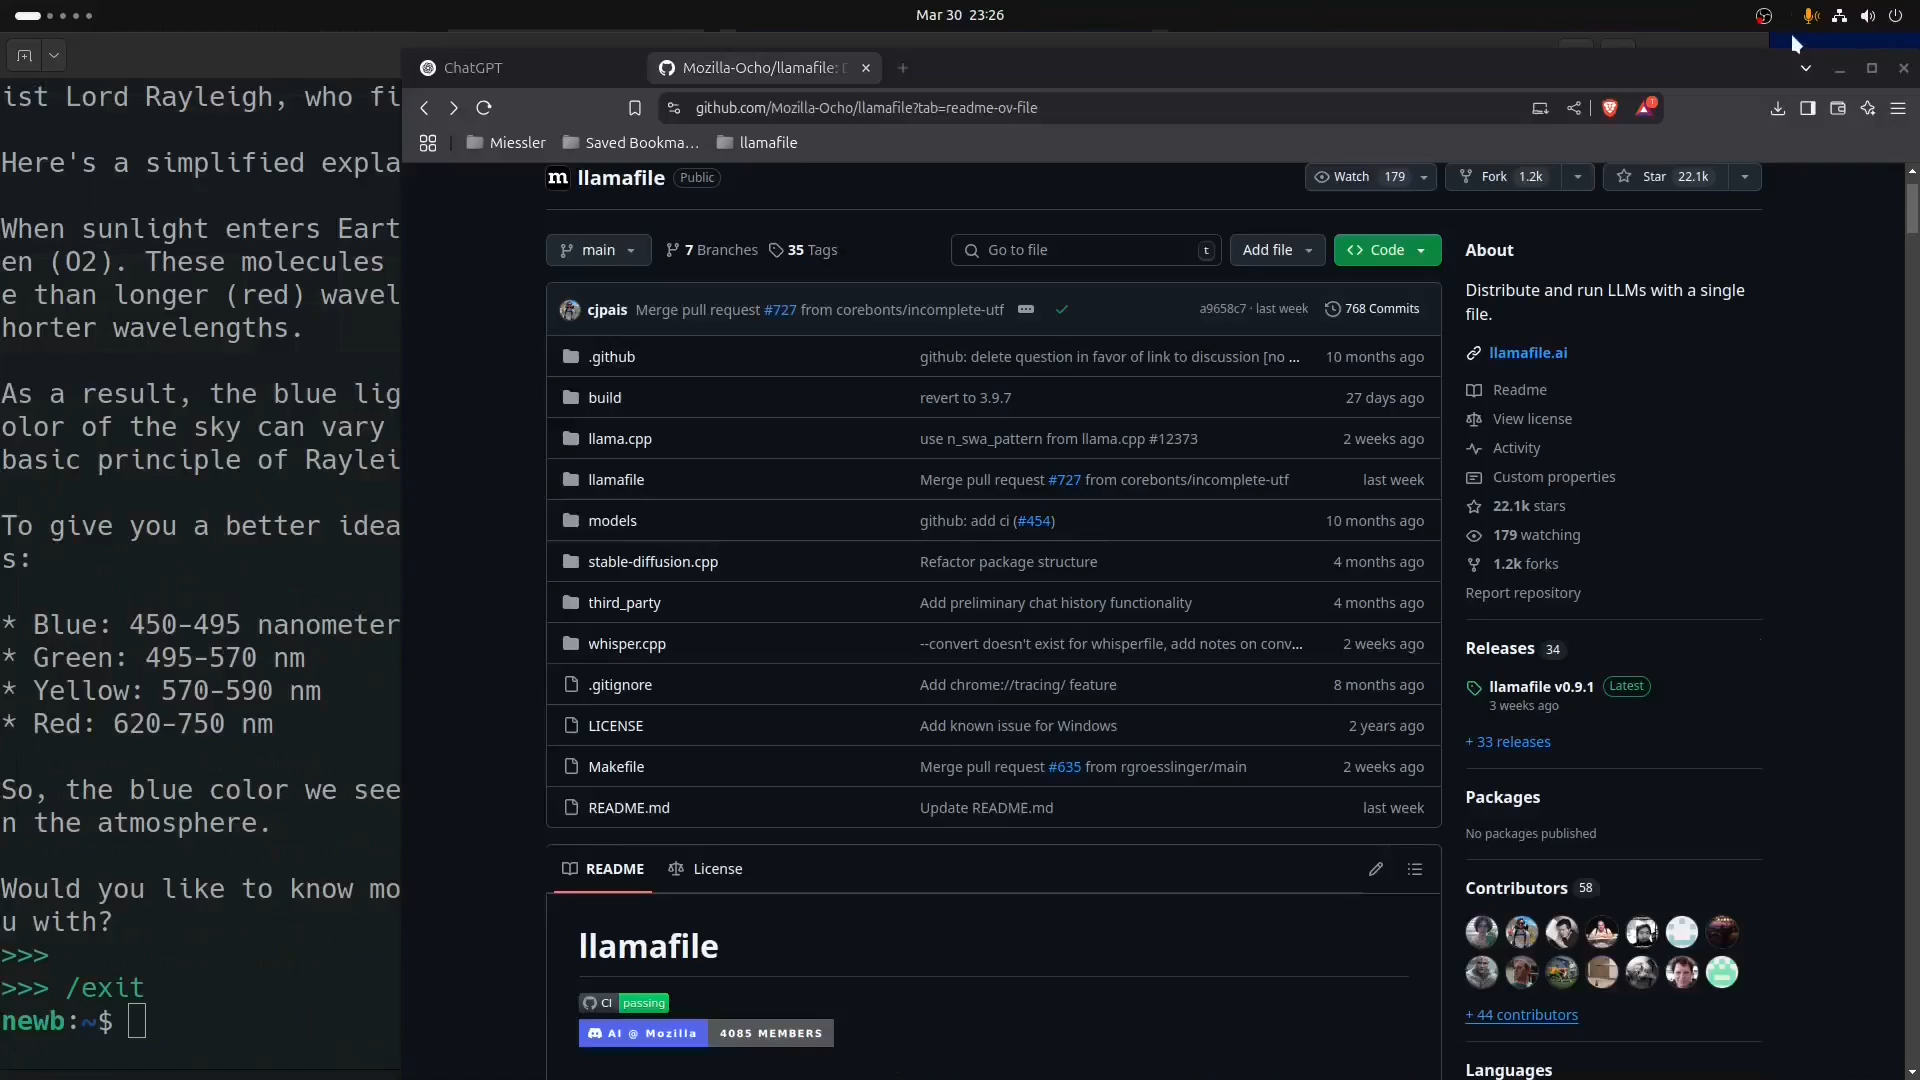 Mar 30 23:26
ChatGPT
Mozilla-Ocho/llamafile:
github.com/Mozilla-Ocho/llamafile?tab=readme-ov-file
1
Miessler
Saved Bookma...
llamafile
ist Lord Rayleigh, who fi
Here's a simplified expla
When sunlight enters Eart
en (O2). These molecules
e than longer (red) wavel
horter wavelengths.
As a result, the blue lig
olor of the sky can vary
basic principle of Raylei
To give you a better idea
s:
* Blue: 450-495 nanometer
* Green: 495-570 nm
* Yellow: 570-590 nm
* Red: 620-750 nm
So, the blue color we see
n the atmosphere.
Would you like to know mo
u with?
>>>
>>> /exit
newb:~$
m llamafile Public
Watch 179
Fork 1.2k
Star 22.1k
main
7 Branches
35 Tags
Go to file t
Add file
<> Code
cjpais Merge pull request #727 from corebonts/incomplete-utf a9658c7 · last week 768 Commits
.github github: delete question in favor of link to discussion [no ... 10 months ago
build revert to 3.9.7 27 days ago
llama.cpp use n_swa_pattern from llama.cpp #12373 2 weeks ago
llamafile Merge pull request #727 from corebonts/incomplete-utf last week
models github: add ci (#454) 10 months ago
stable-diffusion.cpp Refactor package structure 4 months ago
third_party Add preliminary chat history functionality 4 months ago
whisper.cpp --convert doesn't exist for whisperfile, add notes on conv... 2 weeks ago
.gitignore Add chrome://tracing/ feature 8 months ago
LICENSE Add known issue for Windows 2 years ago
Makefile Merge pull request #635 from rgroesslinger/main 2 weeks ago
README.md Update README.md last week
README
License
llamafile
CI passing
AI @ Mozilla 4085 MEMBERS
About
Distribute and run LLMs with a single
file.
llamafile.ai
Readme
View license
Activity
Custom properties
22.1k stars
179 watching
1.2k forks
Report repository
Releases 34
llamafile v0.9.1 Latest
3 weeks ago
+ 33 releases
Packages
No packages published
Contributors 58
+ 44 contributors
Languages